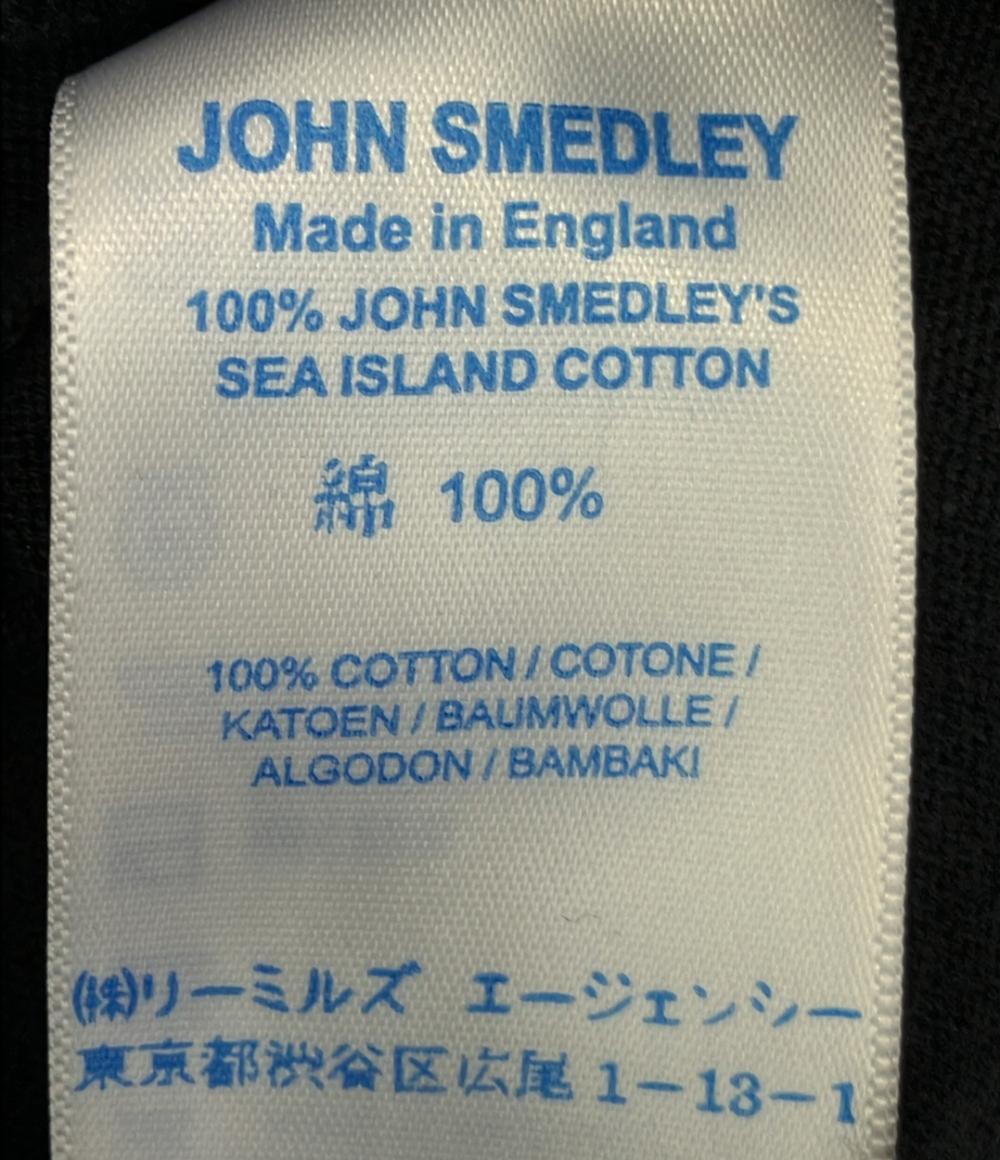 JOHN SMEDLEY
Made in England
100% JOHN SMEDLEY'S
SEA ISLAND COTTON
綿 100%
100% COTTON / COTONE /
KATOEN / BAUMWOLLE /
ALGODON / BAMBAKI
㈱リーミルズ エージェンシー
東京都渋谷区広尾 1-13-1